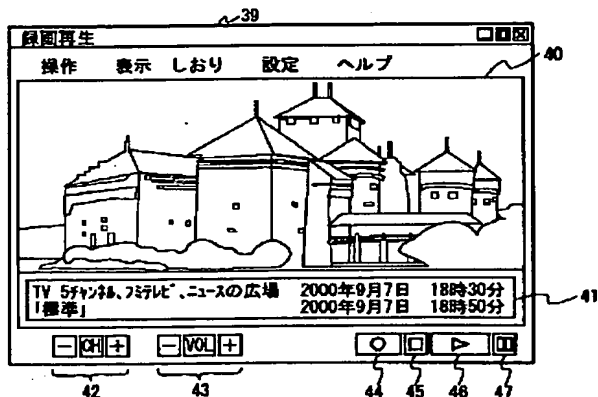 39
録画再生
操作 表示 しおり 設定 ヘルプ
40
TV 5チャンネル、フミテレビ、ニュースの広場 2000年9月7日 18時30分
「標準」 2000年9月7日 18時50分
41
− CH + − VOL +
42 43 44 45 46 47